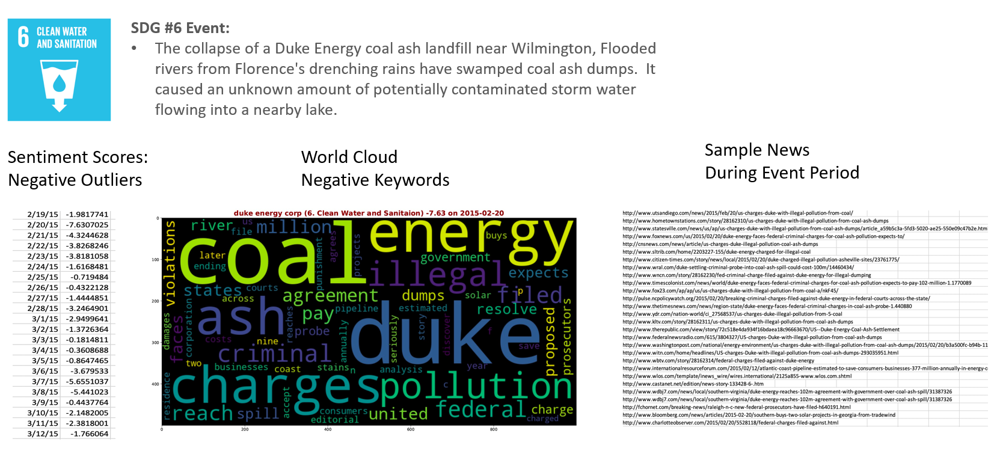 6 CLEAN WATER
AND SANITATION
SDG #6 Event:
• The collapse of a Duke Energy coal ash landfill near Wilmington, Flooded
rivers from Florence's drenching rains have swamped coal ash dumps. It
caused an unknown amount of potentially contaminated storm water
flowing into a nearby lake.
Sentiment Scores:
Negative Outliers
2/19/15 -1.9817741
2/20/15 -7.6307025
2/21/15 -4.3244628
2/22/15 -3.8268246
2/23/15 -3.8181058
2/24/15 -1.6168481
2/25/15 -0.719484
2/26/15 -0.4322128
2/27/15 -1.4444851
2/28/15 -3.2464901
3/1/15 -2.9499641
3/2/15 -1.3726364
3/3/15 -0.1814811
3/4/15 -0.3608688
3/5/15 -0.8647465
3/6/15 -3.679533
3/7/15 -5.6551037
3/8/15 -5.441023
3/9/15 -0.4437764
3/10/15 -2.1482005
3/11/15 -2.3818001
3/12/15 -1.766064
World Cloud
Negative Keywords
duke energy corp (6. Clean Water and Sanitaion) -7.63 on 2015-02-20
0
100
200
300
400
0 200 400 600 800
violations
river
us
file
million
coal
energy
buys
agrees
projects
punishment
later
ending
government
illegal
expects
states
courts
across
agreement
dumps
solar
p
filed
corporation
ash
reaches
pay
pipeline
estimated
resolve
damages
faces
costs
probe
nine
criminal
annually
duke
seriously
story
discover
f
save
proposed
prosecutors
two
businesses
coast
stains
n
analysis
year
charges
pollution
c
residence
reach
spill
accept
consumers
editorial
united
federal
charge
charged
Sample News
During Event Period
http://www.utsandiego.com/news/2015/feb/20/us-charges-duke-with-illegal-pollution-from-coal/
http://www.hometownstations.com/story/28162310/us-charges-duke-with-illegal-pollution-from-coal-ash-dumps
http://www.statesville.com/news/us/ap/us-charges-duke-with-illegal-pollution-from-coal-ash-dumps/article_a59b5c3a-5fd3-5020-ae25-550e09c47b2e.html
http://www.foxnews.com/us/2015/02/20/duke-energy-faces-federal-criminal-charges-for-coal-ash-pollution-expects-to/
http://cnsnews.com/news/article/us-charges-duke-illegal-pollution-coal-ash-dumps
http://www.sltrib.com/home/2203227-155/duke-energy-charged-for-illegal-coal
http://www.citizen-times.com/story/news/local/2015/02/20/duke-charged-illegal-pollution-asheville-sites/23761775/
http://www.wral.com/duke-settling-criminal-probe-into-coal-ash-spill-could-cost-100m/14460434/
http://www.wncn.com/story/28162230/fed-criminal-charge-filed-against-duke-energy-for-illegal-dumping
http://www.timescolonist.com/news/world/duke-energy-faces-federal-criminal-charges-for-coal-ash-pollution-expects-to-pay-102-million-1.1770089
http://www.fox23.com/ap/ap/us/us-charges-duke-with-illegal-pollution-from-coal-a/nkF45/
http://pulse.ncpolicywatch.org/2015/02/20/breaking-criminal-charges-filed-against-duke-energy-in-federal-courts-across-the-state/
http://www.thetimesnews.com/news/region-state/duke-energy-faces-federal-criminal-charges-in-coal-ash-probe-1.440880
http://www.ydr.com/nation-world/ci_27568537/us-charges-duke-illegal-pollution-from-5-coal
http://www.kltv.com/story/28162311/us-charges-duke-with-illegal-pollution-from-coal-ash-dumps
http://www.therepublic.com/view/story/72c518e4da934f16bdaea18c96663670/US--Duke-Energy-Coal-Ash-Settlement
http://www.federalnewsradio.com/615/3804327/US-Charges-Duke-with-illegal-pollution-from-coal-ash-dumps
http://www.washingtonpost.com/national/energy-environment/us-charges-duke-with-illegal-pollution-from-coal-ash-dumps/2015/02/20/b3a500fc-b94b-11
http://www.witn.com/home/headlines/US-charges-Duke-with-illegal-pollution-from-coal-ash-dumps-293035951.html
http://www.wbtv.com/story/28162314/federal-charges-filed-against-duke-energy
http://www.internationalresourceforum.com/2015/02/12/atlantic-coast-pipeline-estimated-to-save-consumers-businesses-377-million-annually-in-energy-c
http://www.wlos.com/template/inews_wire/wires.international/2125a855-www.wlos.com.shtml
http://www.castanet.net/edition/news-story-133428-6-.htm
http://www.wdbj7.com/news/local/southern-virginia/duke-energy-reaches-102m-agreement-with-government-over-coal-ash-spill/31387326
http://www.wdbj7.com/news/local/southern-virginia/duke-energy-reaches-102m-agreement-with-government-over-coal-ash-spill/31387326
http://fchornet.com/breaking-news/raleigh-n-c-new-federal-prosecutors-have-filed-h640191.html
http://www.bloomberg.com/news/articles/2015-02-20/southern-buys-two-solar-projects-in-georgia-from-tradewind
http://www.charlotteobserver.com/2015/02/20/5528118/federal-charges-filed-against.html